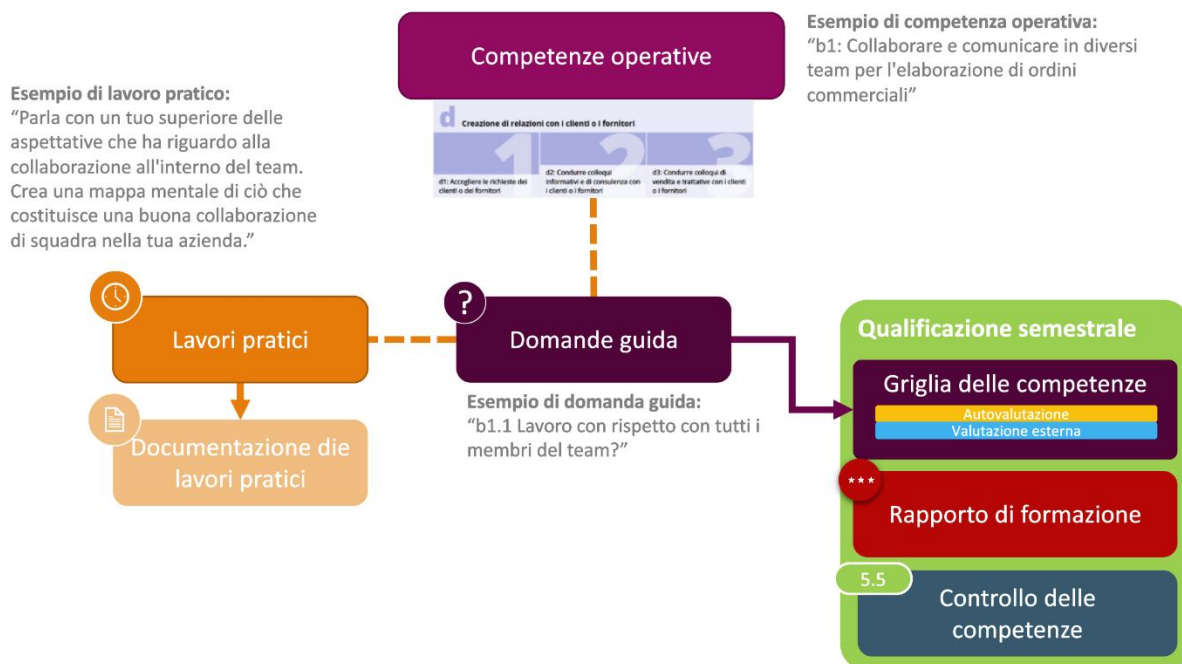 Competenze operative
Esempio di competenza operativa:
“b1: Collaborare e comunicare in diversi
team per l'elaborazione di ordini
commerciali”
Esempio di lavoro pratico:
“Parla con un tuo superiore delle
aspettative che ha riguardo alla
collaborazione all'interno del team.
Crea una mappa mentale di ciò che
costituisce una buona collaborazione
di squadra nella tua azienda.”
d Creazione di relazioni con i clienti o i fornitori
1
2
3
d1: Accogliere le richieste dei
clienti o dei fornitori
d2: Condurre colloqui
informativi e di consulenza con
i clienti o i fornitori
d3: Condurre colloqui di
vendita e trattative con i clienti
o i fornitori
Lavori pratici
?
Domande guida
Esempio di domanda guida:
“b1.1 Lavoro con rispetto con tutti i
membri del team?”
Documentazione die
lavori pratici
Qualificazione semestrale
Griglia delle competenze
Autovalutazione
Valutazione esterna
Rapporto di formazione
5.5
Controllo delle
competenze